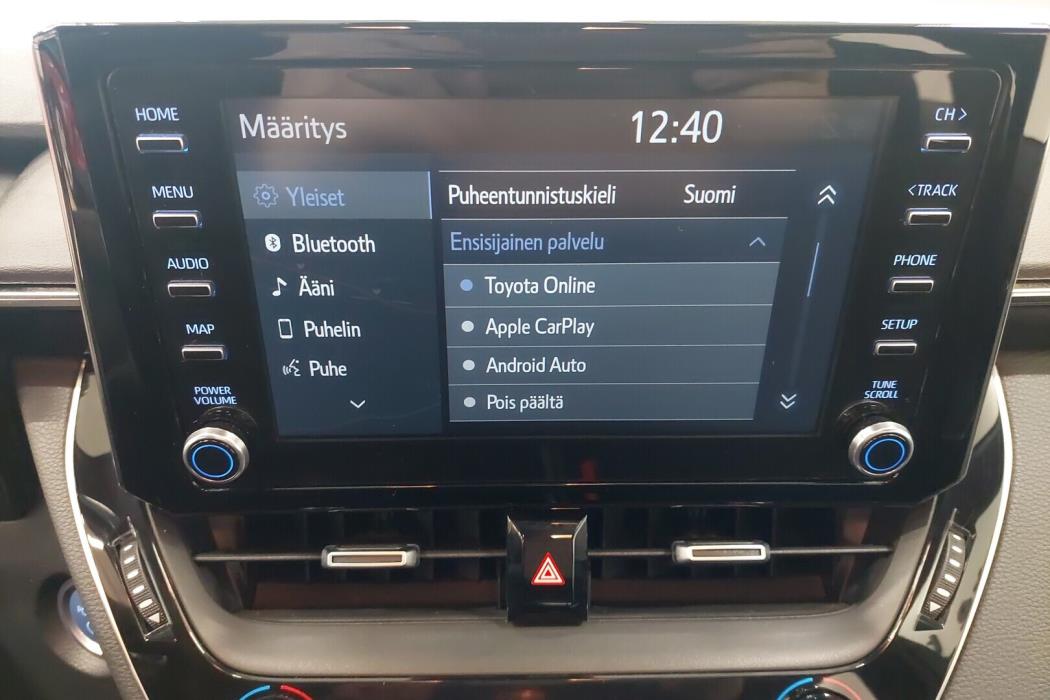 HOME
MENU
AUDIO
MAP
POWER
VOLUME
Määritys
12:40
Yleiset
Bluetooth
Ääni
Puhelin
Puhe
Puheentunnistuskieli Suomi
Ensisijainen palvelu
Toyota Online
Apple CarPlay
Android Auto
Pois päältä
CH >
< TRACK
PHONE
SETUP
TUNE
SCROLL